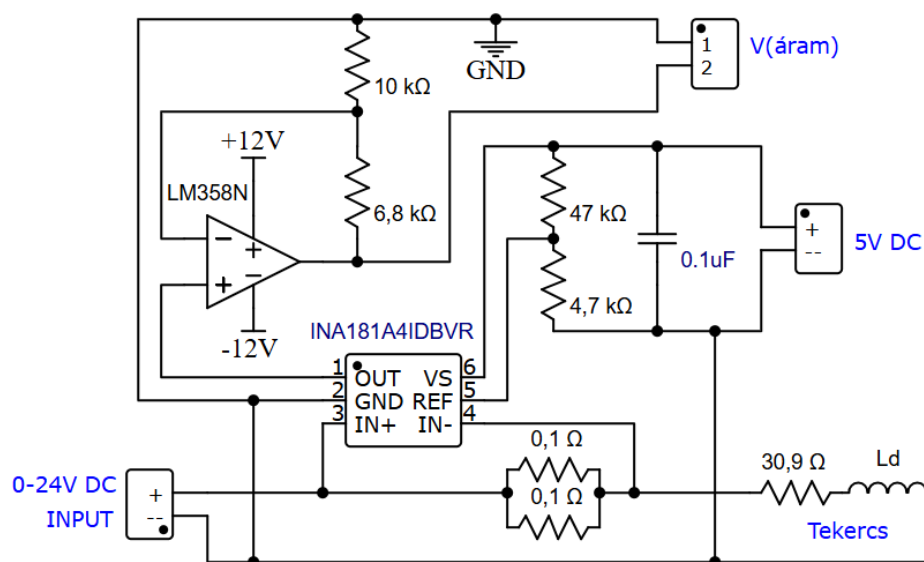 GND
1
2
V(áram)
10 kΩ
+12V
LM358N
6,8 kΩ
47 kΩ
0.1uF
+
--
5V DC
−
+
+
−
4,7 kΩ
-12V
INA181A4IDBVR
1 OUT VS 6
2 GND REF 5
3 IN+ IN- 4
0,1 Ω
0,1 Ω
30,9 Ω
Ld
0-24V DC
INPUT
+
--
Tekercs